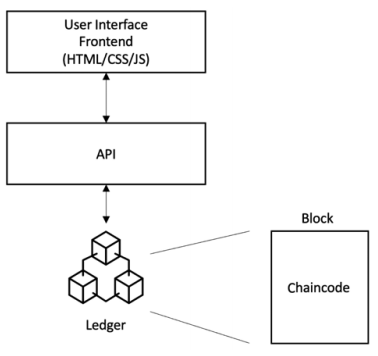 User Interface
Frontend
(HTML/CSS/JS)
API
Block
Chaincode
Ledger